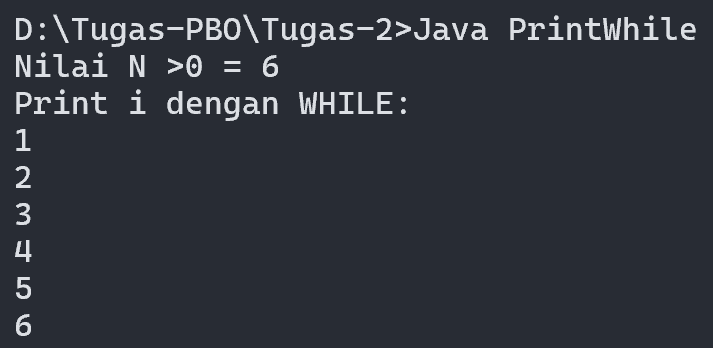 D:\Tugas-PBO\Tugas-2>Java PrintWhile
Nilai N >0 = 6
Print i dengan WHILE:
1
2
3
4
5
6